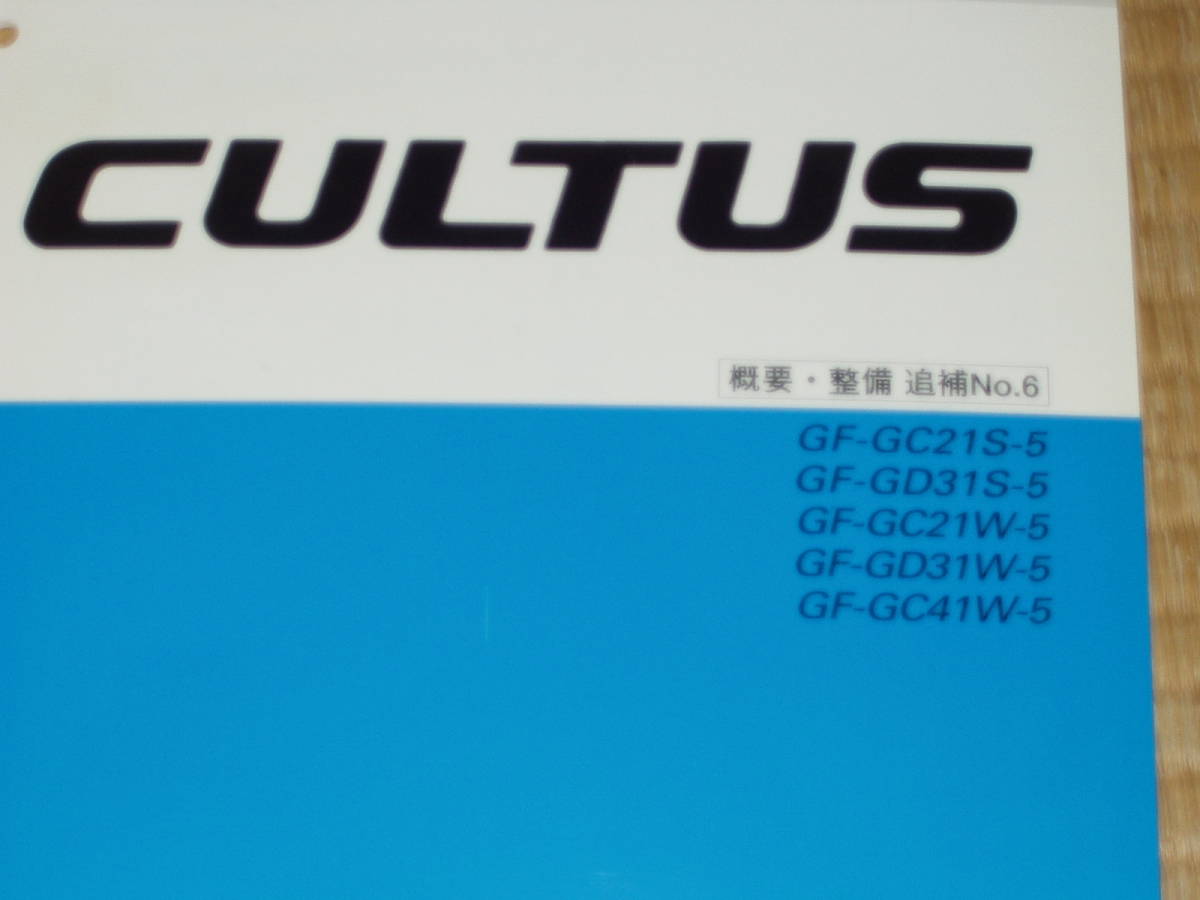 CULTUS
概要・整備 追補No.6
GF-GC21S-5
GF-GD31S-5
GF-GC21W-5
GF-GD31W-5
GF-GC41W-5